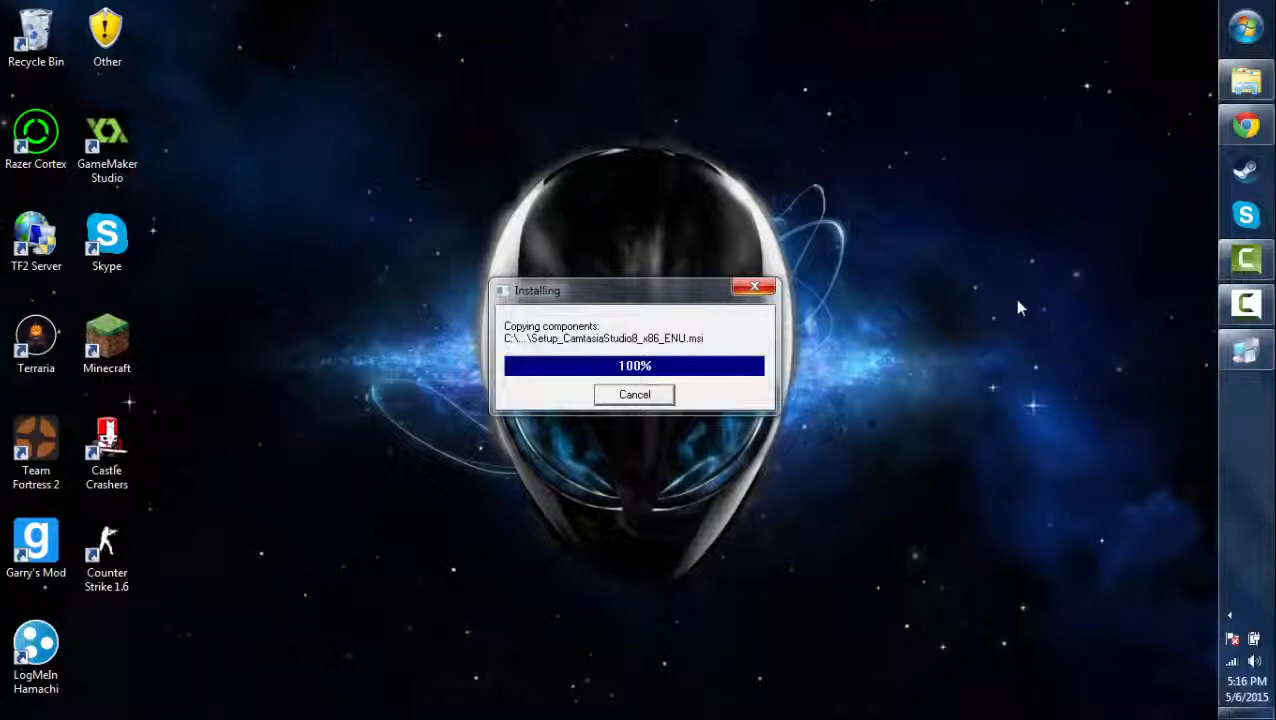 Recycle Bin
Other
Razer Cortex
GameMaker
Studio
TF2 Server
Skype
Terraria
Minecraft
Team
Fortress 2
Castle
Crashers
Garry's Mod
Counter
Strike 1.6
LogMeIn
Hamachi
Installing
Copying components:
C:\...\Setup_CamtasiaStudio8_x86_ENU.msi
100%
Cancel
5:16 PM
5/6/2015